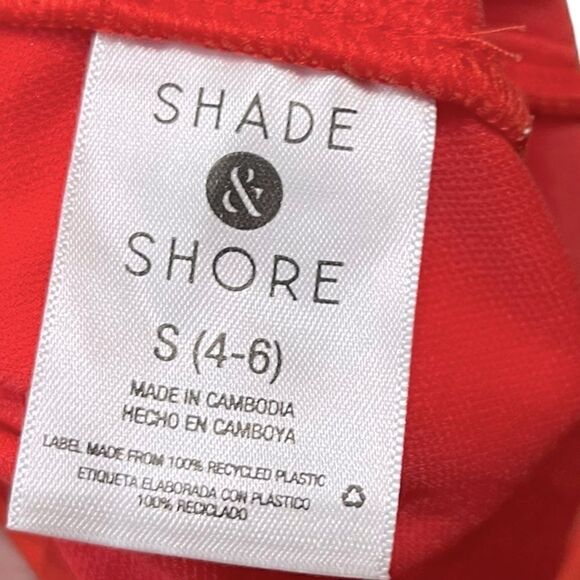 SHADE
&
SHORE
S (4-6)
MADE IN CAMBODIA
HECHO EN CAMBOYA
LABEL MADE FROM 100% RECYCLED PLASTIC
ETIQUETA ELABORADA CON PLÁSTICO
100% RECICLADO